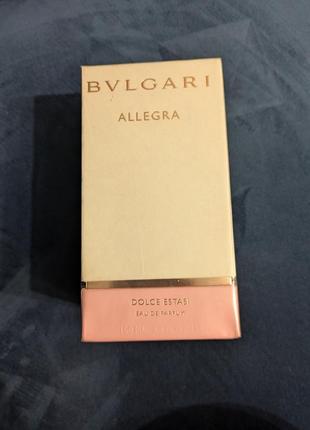 BVLGARI
ALLEGRA
DOLCE ESTASI
EAU DE PARFUM